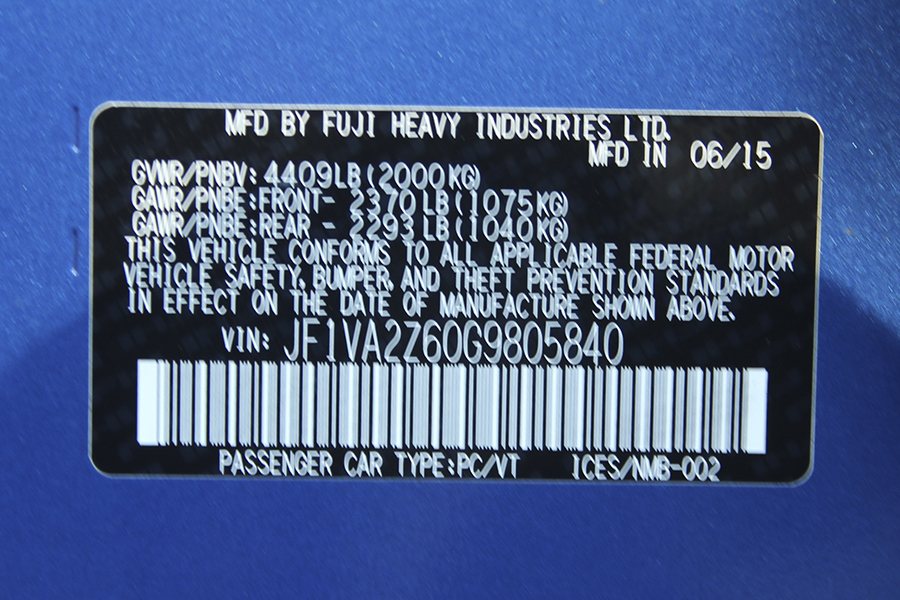 MFD BY FUJI HEAVY INDUSTRIES LTD.
MFD IN 06/15
GVWR/PNBV: 4409LB(2000KG)
GAWR/PNBE:FRONT- 2370LB(1075KG)
GAWR/PNBE:REAR - 2293LB(1040KG)
THIS VEHICLE CONFORMS TO ALL APPLICABLE FEDERAL MOTOR
VEHICLE SAFETY, BUMPER, AND THEFT PREVENTION STANDARDS
IN EFFECT ON THE DATE OF MANUFACTURE SHOWN ABOVE.
VIN: JF1VA2Z60G9805840
PASSENGER CAR TYPE:PC/VT ICES/NMB-002